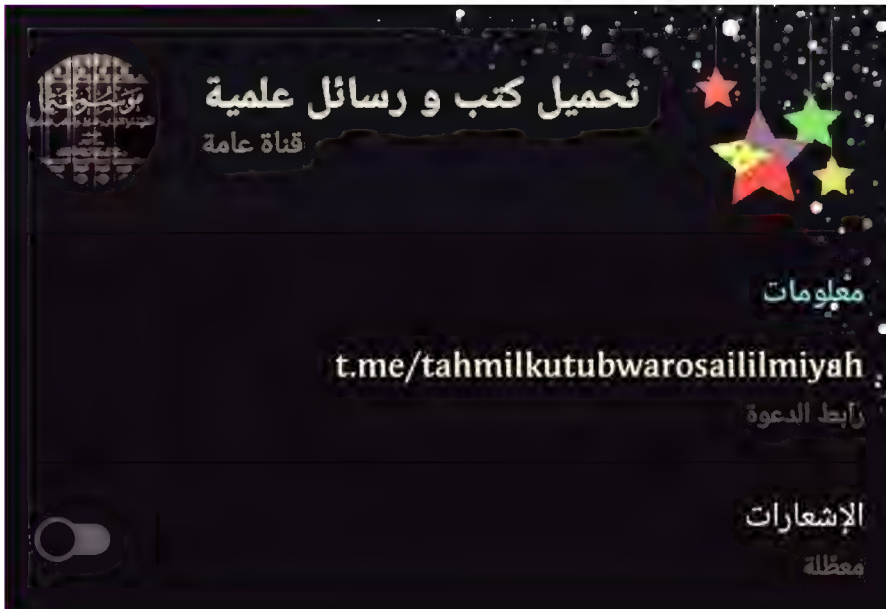 تحميل كتب و رسائل علمية
قناة عامة
معلومات
t.me/tahmilkutubwarosaililmiyah
رابط الدعوة
الإشعارات
معطلة